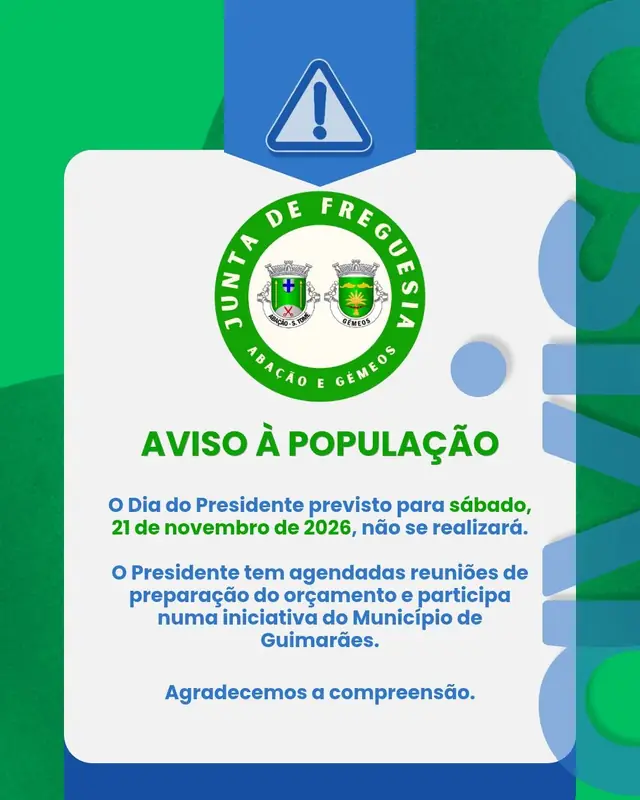 JUNTA DE FREGUESIA
ABAÇÃO - S. TOMÉ
GÉMEOS
ABAÇÃO E GÉMEOS
AVISO À POPULAÇÃO
O Dia do Presidente previsto para sábado,
21 de novembro de 2026, não se realizará.
O Presidente tem agendadas reuniões de
preparação do orçamento e participa
numa iniciativa do Município de
Guimarães.
Agradecemos a compreensão.
aviso